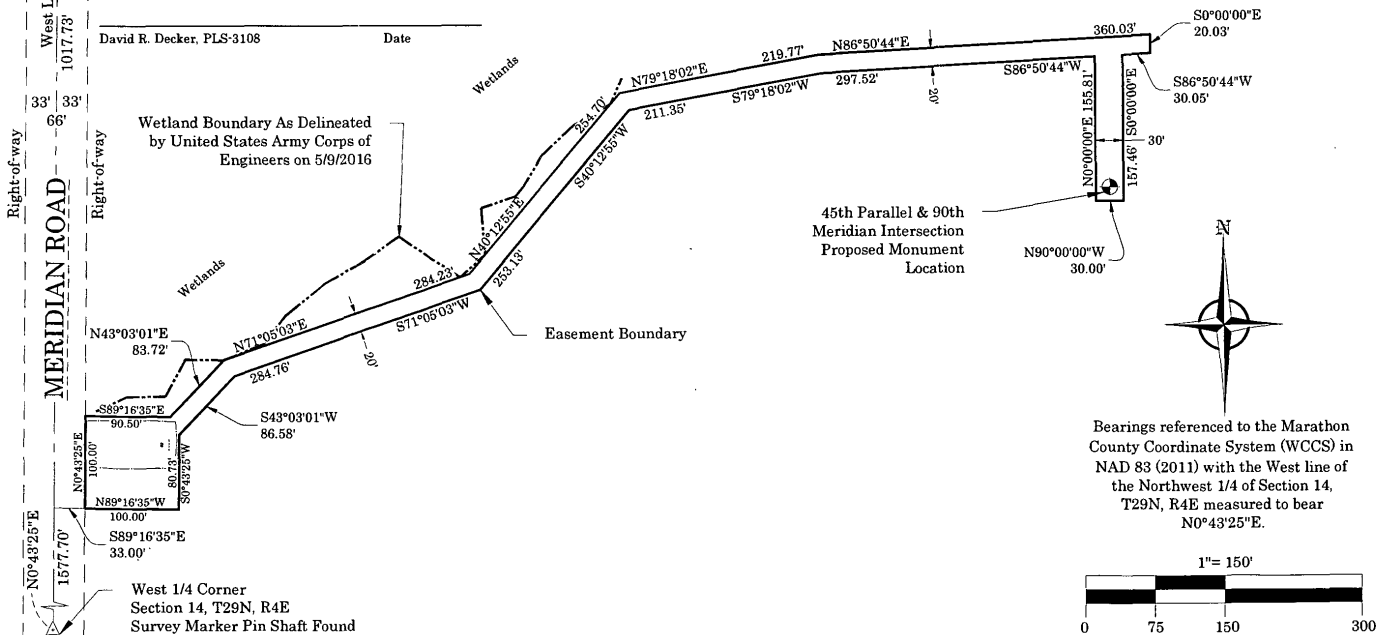 West L
1017.73'
David R. Decker, PLS-3108
Date
33'
33'
66'
Right-of-way
Right-of-way
MERIDIAN ROAD
Wetland Boundary As Delineated
by United States Army Corps of
Engineers on 5/9/2016
Wetlands
Wetlands
N79°18'02"E
219.77'
N86°50'44"E
360.03'
S0°00'00"E
20.03'
S86°50'44"W
30.05'
S86°50'44"W
297.52'
20'
S79°18'02"W
211.35'
254.70'
N40°12'55"E
S40°12'55"W
253.13'
N0°00'00"E 155.81'
S0°00'00"E
157.46'
30'
45th Parallel & 90th
Meridian Intersection
Proposed Monument
Location
N90°00'00"W
30.00'
284.23'
N71°05'03"E
S71°05'03"W
284.76'
20'
Easement Boundary
N43°03'01"E
83.72'
S43°03'01"W
86.58'
S89°16'35"E
90.50'
N0°43'25"E
100.00'
80.73'
S0°43'25"W
N89°16'35"W
100.00'
S89°16'35"E
33.00'
N0°43'25"E
1577.70'
West 1/4 Corner
Section 14, T29N, R4E
Survey Marker Pin Shaft Found
N
Bearings referenced to the Marathon
County Coordinate System (WCCS) in
NAD 83 (2011) with the West line of
the Northwest 1/4 of Section 14,
T29N, R4E measured to bear
N0°43'25"E.
1"= 150'
0 75 150 300